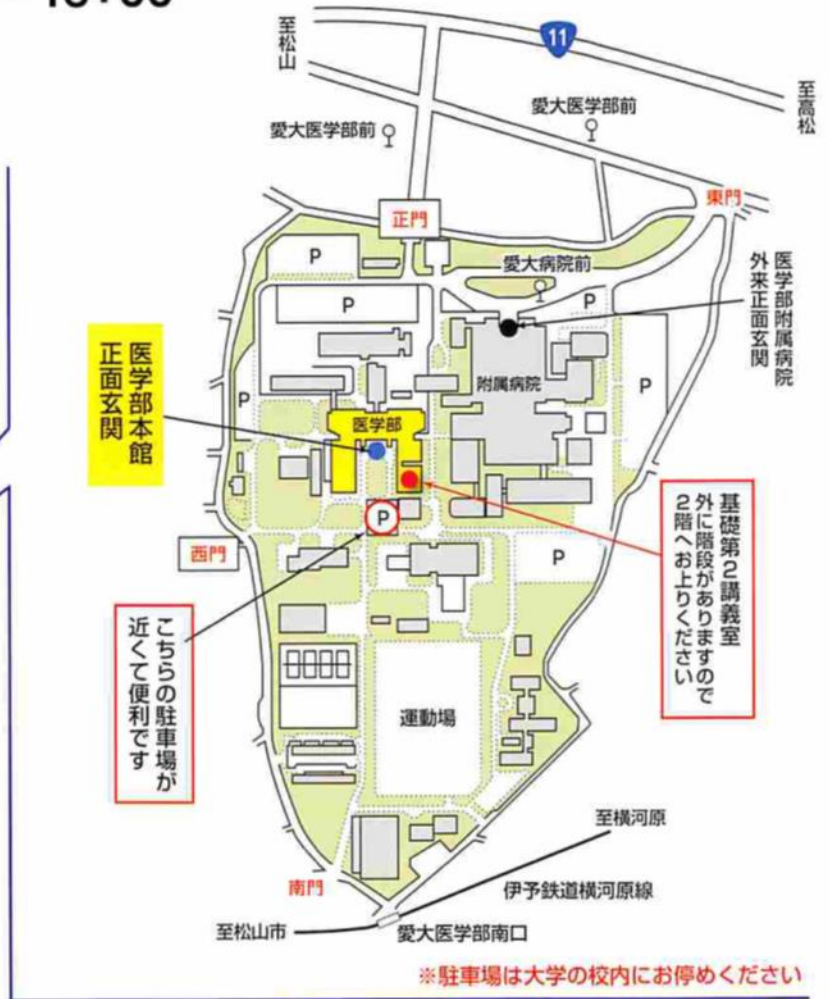 至松山
11
至高松
愛大医学部前
愛大医学部前
東門
正門
P
愛大病院前
医学部附属病院
外来正面玄関
P
P
附属病院
P
P
医学部本館
正面玄関
医学部
P
基礎第2講義室
外に階段がありますので
2階へお上りください
西門
P
こちらの駐車場が
近くて便利です
運動場
至横河原
南門
伊予鉄道横河原線
至松山市
愛大医学部南口
※駐車場は大学の校内にお停めください